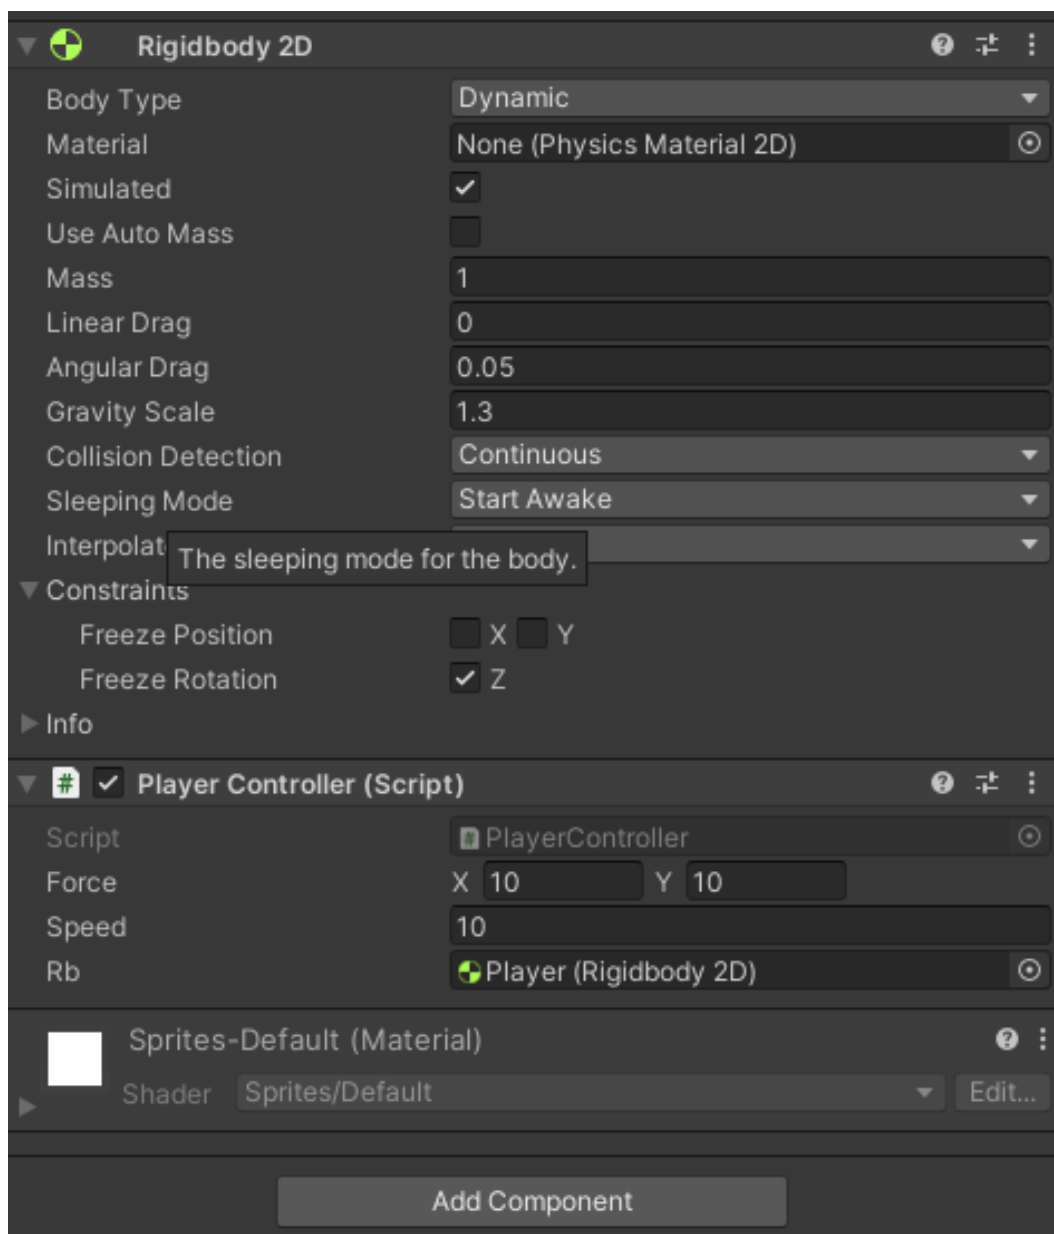 Rigidbody 2D
Body Type Dynamic
Material None (Physics Material 2D)
Simulated
Use Auto Mass
Mass 1
Linear Drag 0
Angular Drag 0.05
Gravity Scale 1.3
Collision Detection Continuous
Sleeping Mode Start Awake
Interpolat
The sleeping mode for the body.
Constraints
Freeze Position X Y
Freeze Rotation Z
Info
# Player Controller (Script)
Script # PlayerController
Force X 10 Y 10
Speed 10
Rb Player (Rigidbody 2D)
Sprites-Default (Material)
Shader Sprites/Default Edit...
Add Component